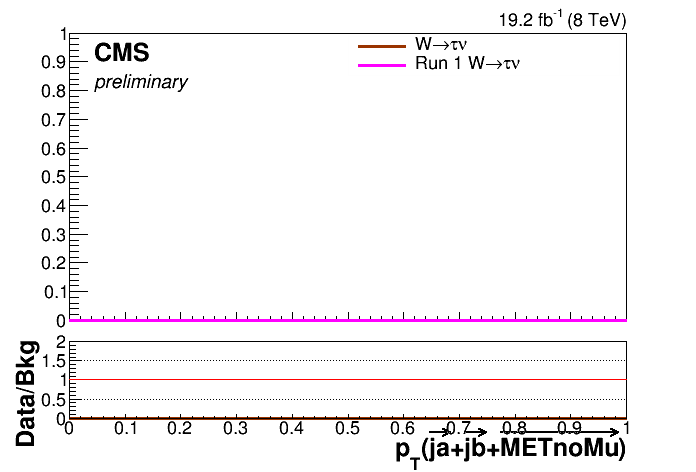 19.2 fb⁻¹ (8 TeV)
CMS
preliminary
W→τν
Run 1 W→τν
1
0.9
0.8
0.7
0.6
0.5
0.4
0.3
0.2
0.1
0
Data/Bkg
2
1.5
1
0.5
0
0 0.1 0.2 0.3 0.4 0.5 0.6 0.7 0.8 0.9 1
p_T(ja+jb+METnoMu)